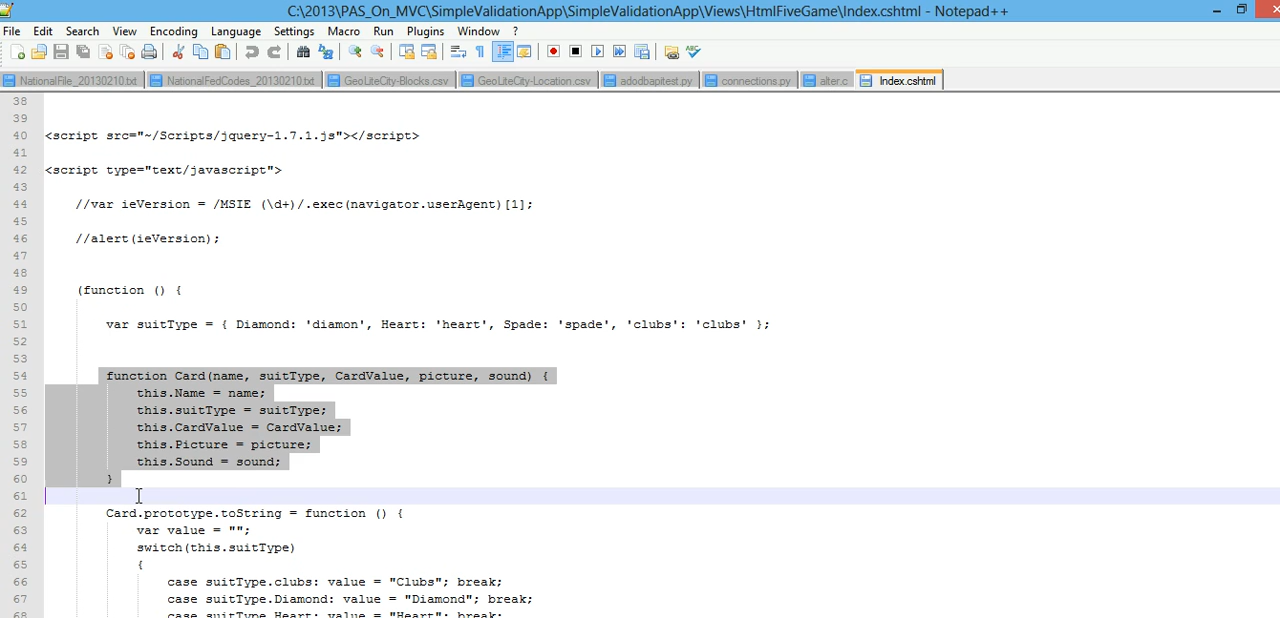 C:\2013\PAS_On_MVC\SimpleValidationApp\SimpleValidationApp\Views\HtmlFiveGame\Index.cshtml - Notepad++
File Edit Search View Encoding Language Settings Macro Run Plugins Window ?
NationalFile_20130210.txt NationalFedCodes_20130210.txt GeoLiteCity-Blocks.csv GeoLiteCity-Location.csv adodbapitest.py connections.py alter.c Index.cshtml
38
39
40 <script src="~/Scripts/jquery-1.7.1.js"></script>
41
42 <script type="text/javascript">
43
44 //var ieVersion = /MSIE (\d+)/.exec(navigator.userAgent)[1];
45
46 //alert(ieVersion);
47
48
49 (function () {
50
51 var suitType = { Diamond: 'diamon', Heart: 'heart', Spade: 'spade', 'clubs': 'clubs' };
52
53
54 function Card(name, suitType, CardValue, picture, sound) {
55 this.Name = name;
56 this.suitType = suitType;
57 this.CardValue = CardValue;
58 this.Picture = picture;
59 this.Sound = sound;
60 }
61
62 Card.prototype.toString = function () {
63 var value = "";
64 switch(this.suitType)
65 {
66 case suitType.clubs: value = "Clubs"; break;
67 case suitType.Diamond: value = "Diamond"; break;
68 case suitType.Heart: value = "Heart"; break;